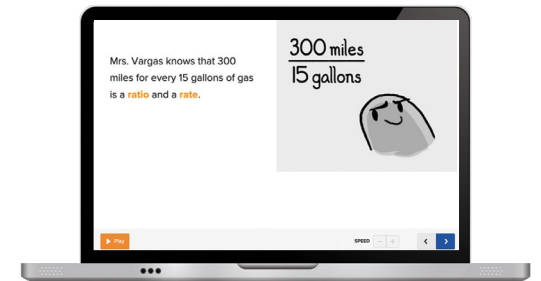 Mrs. Vargas knows that 300
miles for every 15 gallons of gas
is a ratio and a rate.
300 miles
15 gallons
Play
SPEED